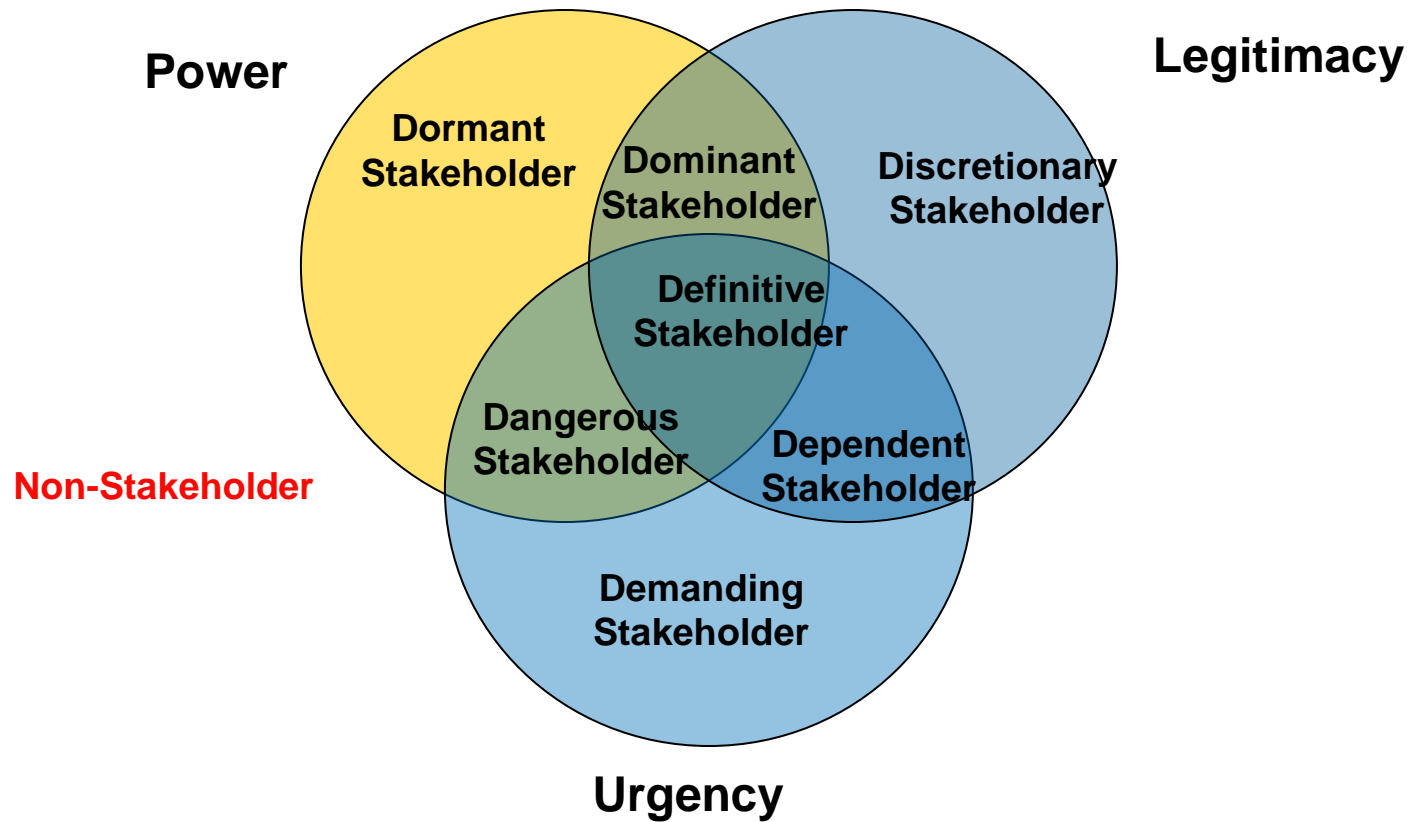 Power
Legitimacy
Dormant
Stakeholder
Dominant
Stakeholder
Discretionary
Stakeholder
Definitive
Stakeholder
Dangerous
Stakeholder
Dependent
Stakeholder
Non-Stakeholder
Demanding
Stakeholder
Urgency